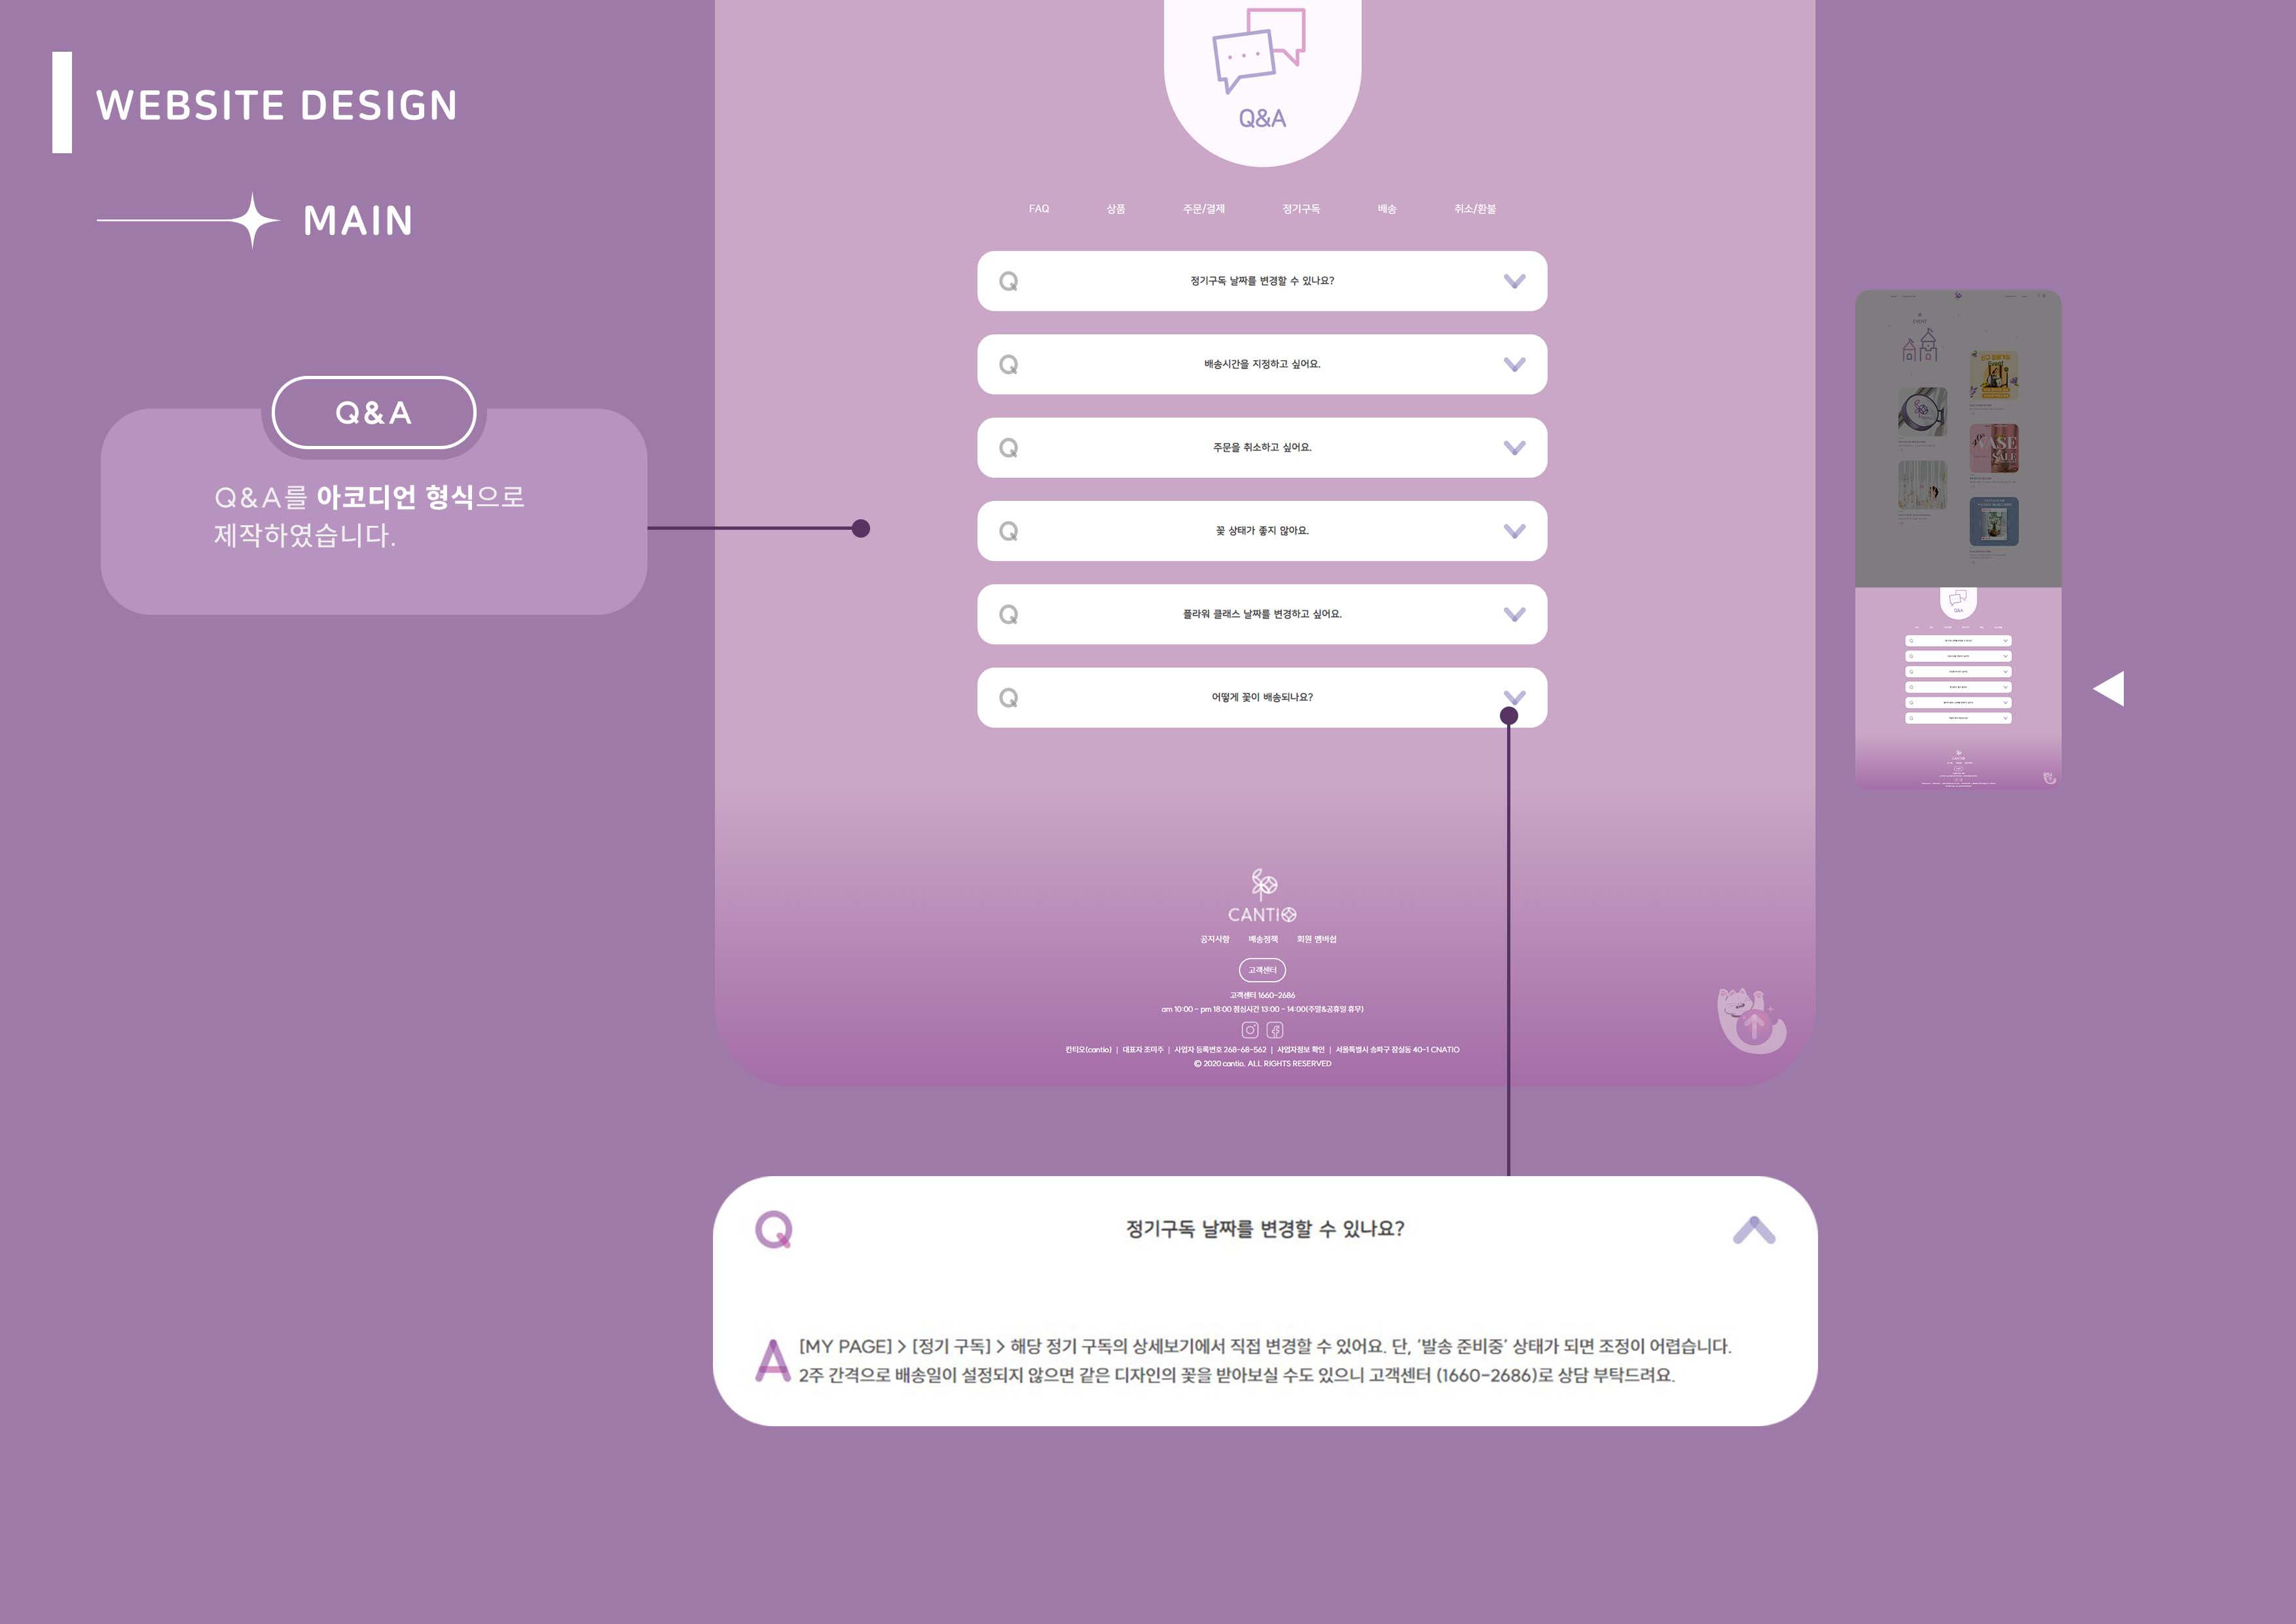 WEBSITE DESIGN
MAIN
Q&A
Q&A를 아코디언 형식으로
제작하였습니다.
Q&A
FAQ 상품 주문/결제 정기구독 배송 취소/환불
Q 정기구독 날짜를 변경할 수 있나요?
Q 배송시간을 지정하고 싶어요.
Q 주문을 취소하고 싶어요.
Q 꽃 상태가 좋지 않아요.
Q 플라워 클래스 날짜를 변경하고 싶어요.
Q 어떻게 꽃이 배송되나요?
CANTIO
공지사항 배송정책 회원 멤버쉽
고객센터
고객센터 1660-2686
am 10:00 - pm 18:00 점심시간 13:00 - 14:00(주말&공휴일 휴무)
칸티오(cantio) | 대표자 조미주 | 사업자 등록번호 268-68-562 | 사업자정보 확인 | 서울특별시 송파구 잠실동 40-1 CNATIO
© 2020 cantio. ALL RIGHTS RESERVED
Q 정기구독 날짜를 변경할 수 있나요?
A [MY PAGE] > [정기 구독] > 해당 정기 구독의 상세보기에서 직접 변경할 수 있어요. 단, ‘발송 준비중’ 상태가 되면 조정이 어렵습니다.
2주 간격으로 배송일이 설정되지 않으면 같은 디자인의 꽃을 받아보실 수도 있으니 고객센터 (1660-2686)로 상담 부탁드려요.
VASE
SALE
Q&A